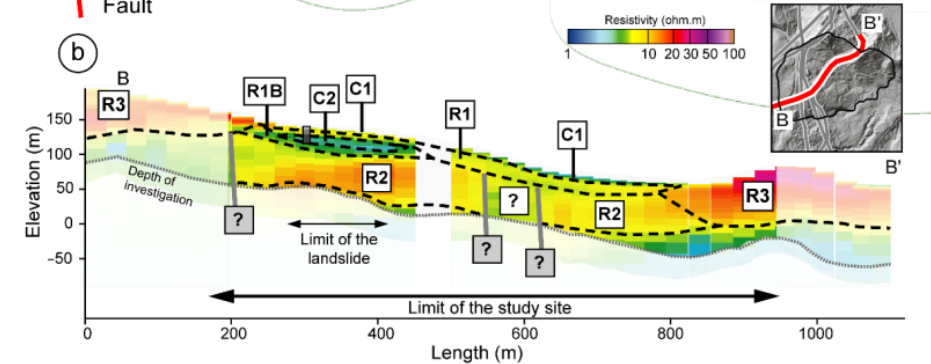 Fault
b
Resistivity (ohm.m)
1 10 20 30 50 100
B'
B
B
R3
R1B
C2
C1
R1
C1
B'
R3
R2
?
R2
Depth of
investigation
?
?
?
Limit of the
landslide
Limit of the study site
Elevation (m)
150
100
50
0
−50
0 200 400 600 800 1000
Length (m)